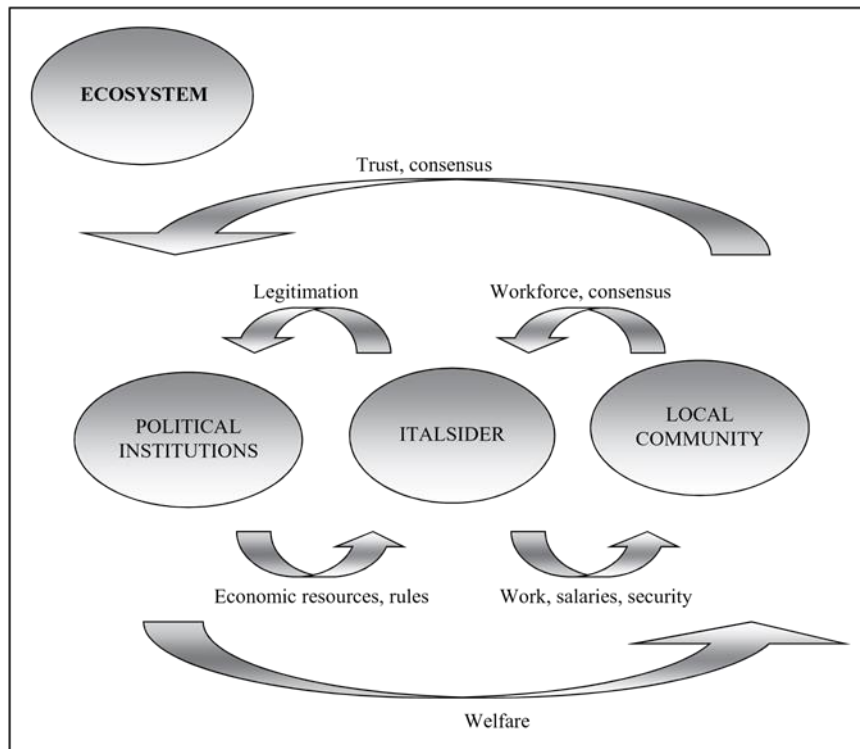 ECOSYSTEM
Trust, consensus
Legitimation
Workforce, consensus
POLITICAL
INSTITUTIONS
ITALSIDER
LOCAL
COMMUNITY
Economic resources, rules
Work, salaries, security
Welfare